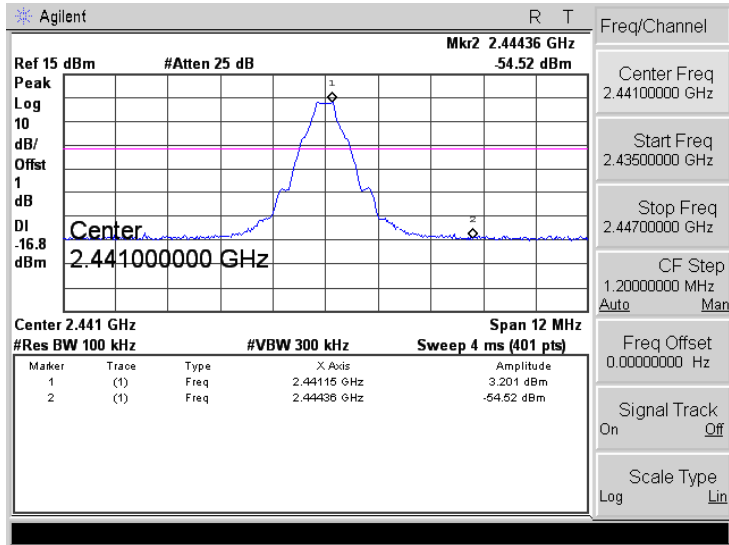 Agilent R T
Mkr2 2.44436 GHz
Ref 15 dBm #Atten 25 dB -54.52 dBm
Peak
Log
10
dB/
Offst
1
dB
DI
-16.8
dBm
1
2
Center
2.441000000 GHz
Center 2.441 GHz Span 12 MHz
#Res BW 100 kHz #VBW 300 kHz Sweep 4 ms (401 pts)
Marker Trace Type X Axis Amplitude
1 (1) Freq 2.44115 GHz 3.201 dBm
2 (1) Freq 2.44436 GHz -54.52 dBm
Freq/Channel
Center Freq
2.44100000 GHz
Start Freq
2.43500000 GHz
Stop Freq
2.44700000 GHz
CF Step
1.20000000 MHz
Auto Man
Freq Offset
0.00000000 Hz
Signal Track
On Off
Scale Type
Log Lin